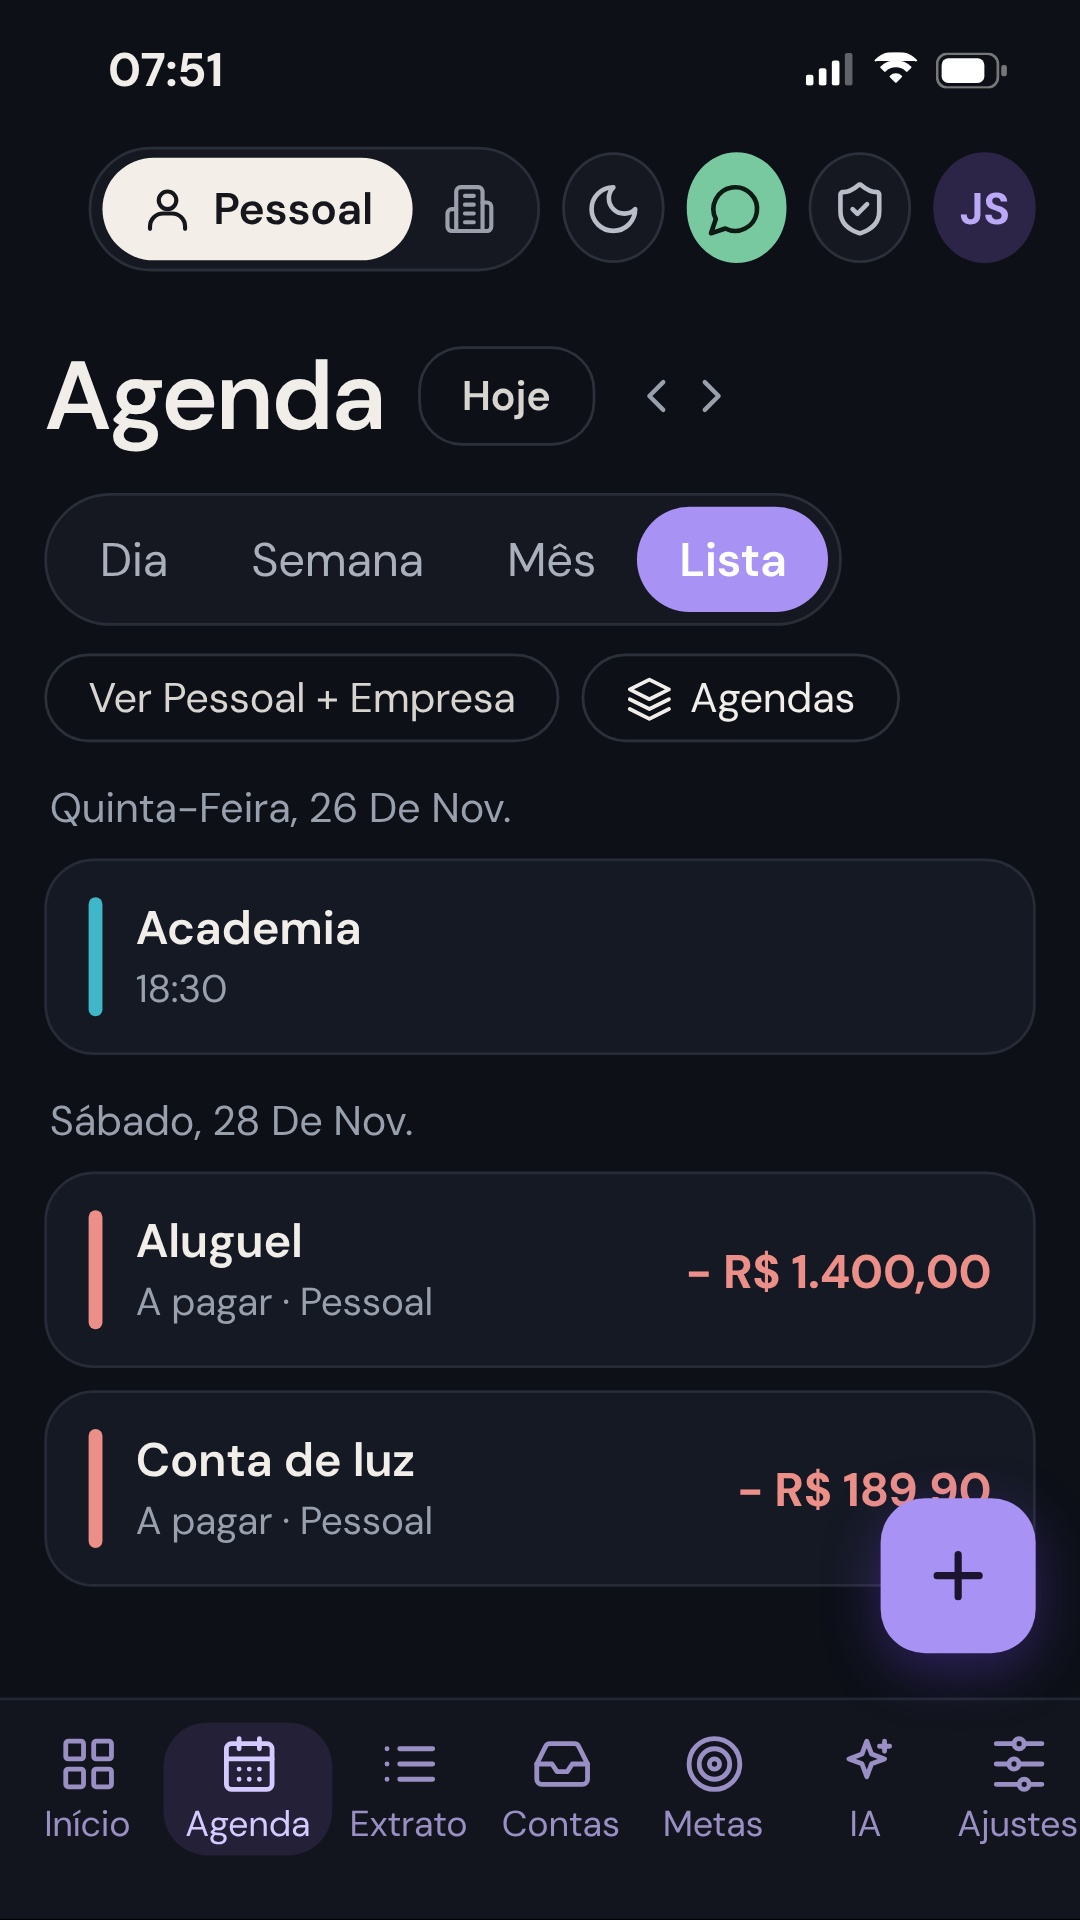 07:51
Pessoal
JS
Agenda
Hoje
Dia Semana Mês Lista
Ver Pessoal + Empresa
Agendas
Quinta-Feira, 26 De Nov.
Academia
18:30
Sábado, 28 De Nov.
Aluguel
A pagar · Pessoal
- R$ 1.400,00
Conta de luz
A pagar · Pessoal
- R$ 189,90
Início Agenda Extrato Contas Metas IA Ajustes